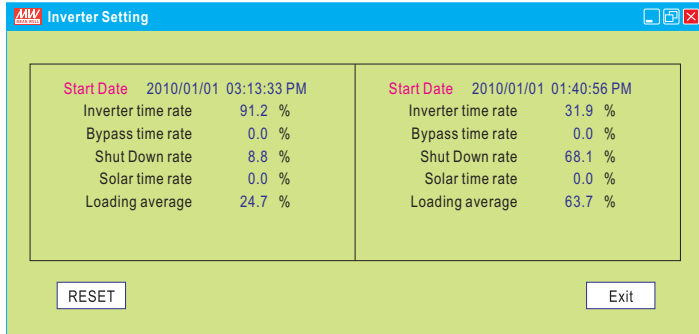 MW MEAN WELL Inverter Setting
Start Date 2010/01/01 03:13:33 PM
Inverter time rate 91.2 %
Bypass time rate 0.0 %
Shut Down rate 8.8 %
Solar time rate 0.0 %
Loading average 24.7 %
Start Date 2010/01/01 01:40:56 PM
Inverter time rate 31.9 %
Bypass time rate 0.0 %
Shut Down rate 68.1 %
Solar time rate 0.0 %
Loading average 63.7 %
RESET
Exit